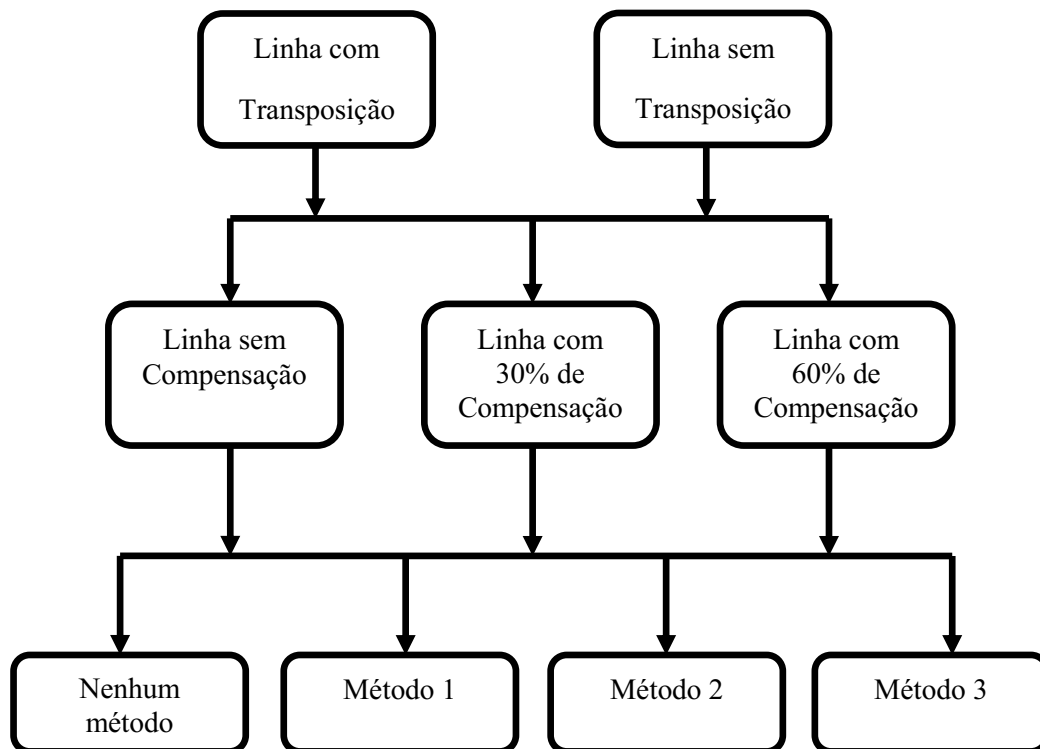 Linha com
Transposição
Linha sem
Transposição
Linha sem
Compensação
Linha com
30% de
Compensação
Linha com
60% de
Compensação
Nenhum
método
Método 1
Método 2
Método 3